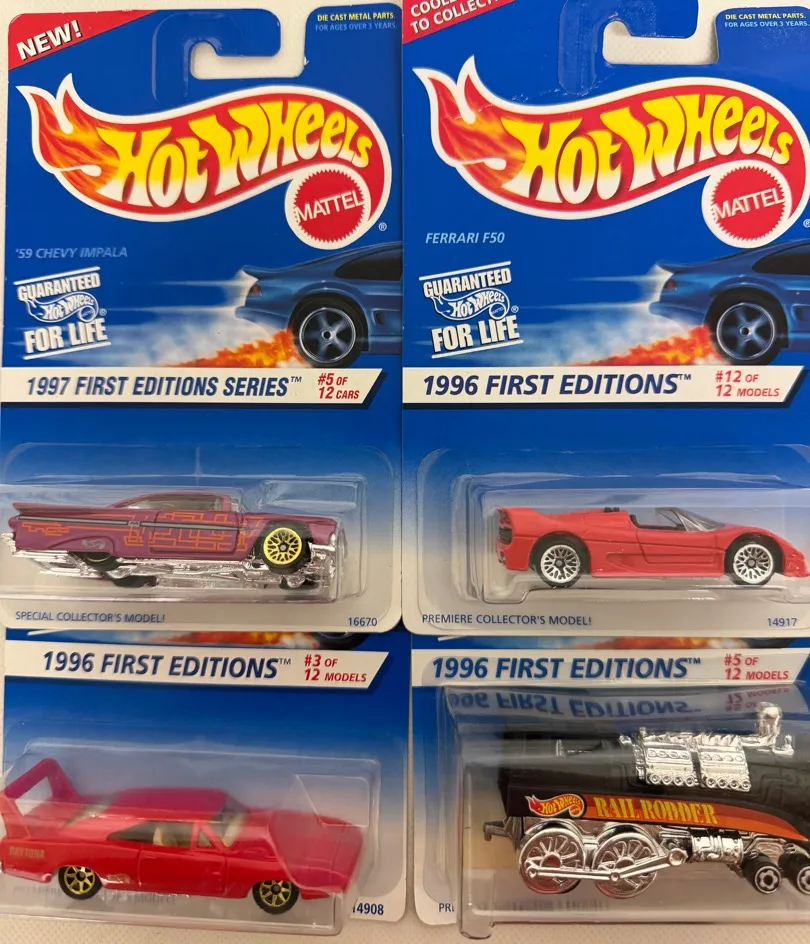 NEW!
DIE CAST METAL PARTS.
FOR AGES OVER 3 YEARS.
HOT WHEELS
MATTEL
®
'59 CHEVY IMPALA
GUARANTEED
Hot Wheels
FOR LIFE
1997 FIRST EDITIONS SERIES™
#5 OF
12 CARS
SPECIAL COLLECTOR'S MODEL!
16670
TO COLLECT
DIE CAST METAL PARTS.
FOR AGES OVER 3 YEARS.
HOT WHEELS
MATTEL
®
FERRARI F50
GUARANTEED
Hot Wheels
FOR LIFE
1996 FIRST EDITIONS™
#12 OF
12 MODELS
PREMIERE COLLECTOR'S MODEL!
14917
1996 FIRST EDITIONS™
#3 OF
12 MODELS
DAYTONA
14908
1996 FIRST EDITIONS™
#5 OF
12 MODELS
Hot Wheels
RAIL RODDER